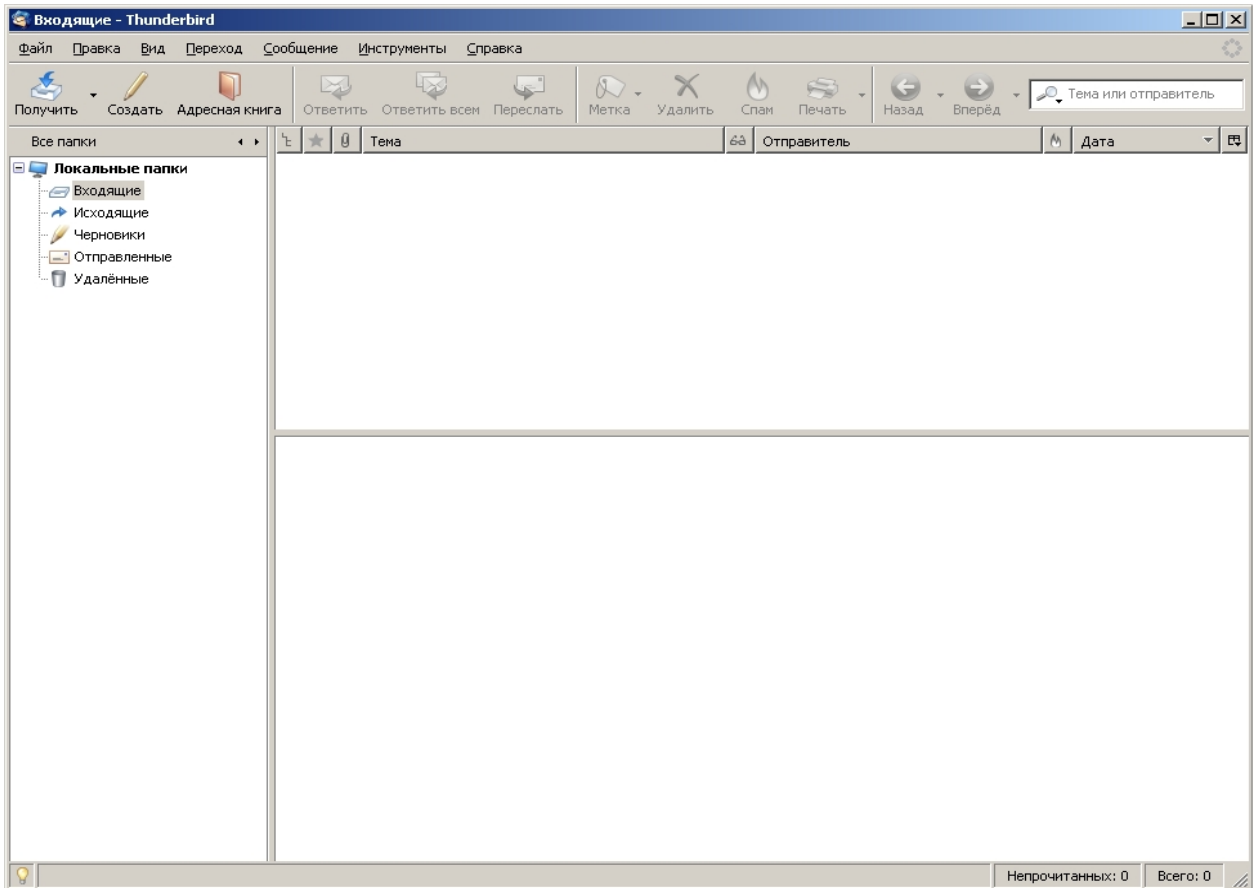 Входящие - Thunderbird
Файл Правка Вид Переход Сообщение Инструменты Справка
Получить Создать Адресная книга Ответить Ответить всем Переслать Метка Удалить Спам Печать Назад Вперёд Тема или отправитель
Все папки Тема Отправитель Дата
Локальные папки
Входящие
Исходящие
Черновики
Отправленные
Удалённые
Непрочитанных: 0 Всего: 0